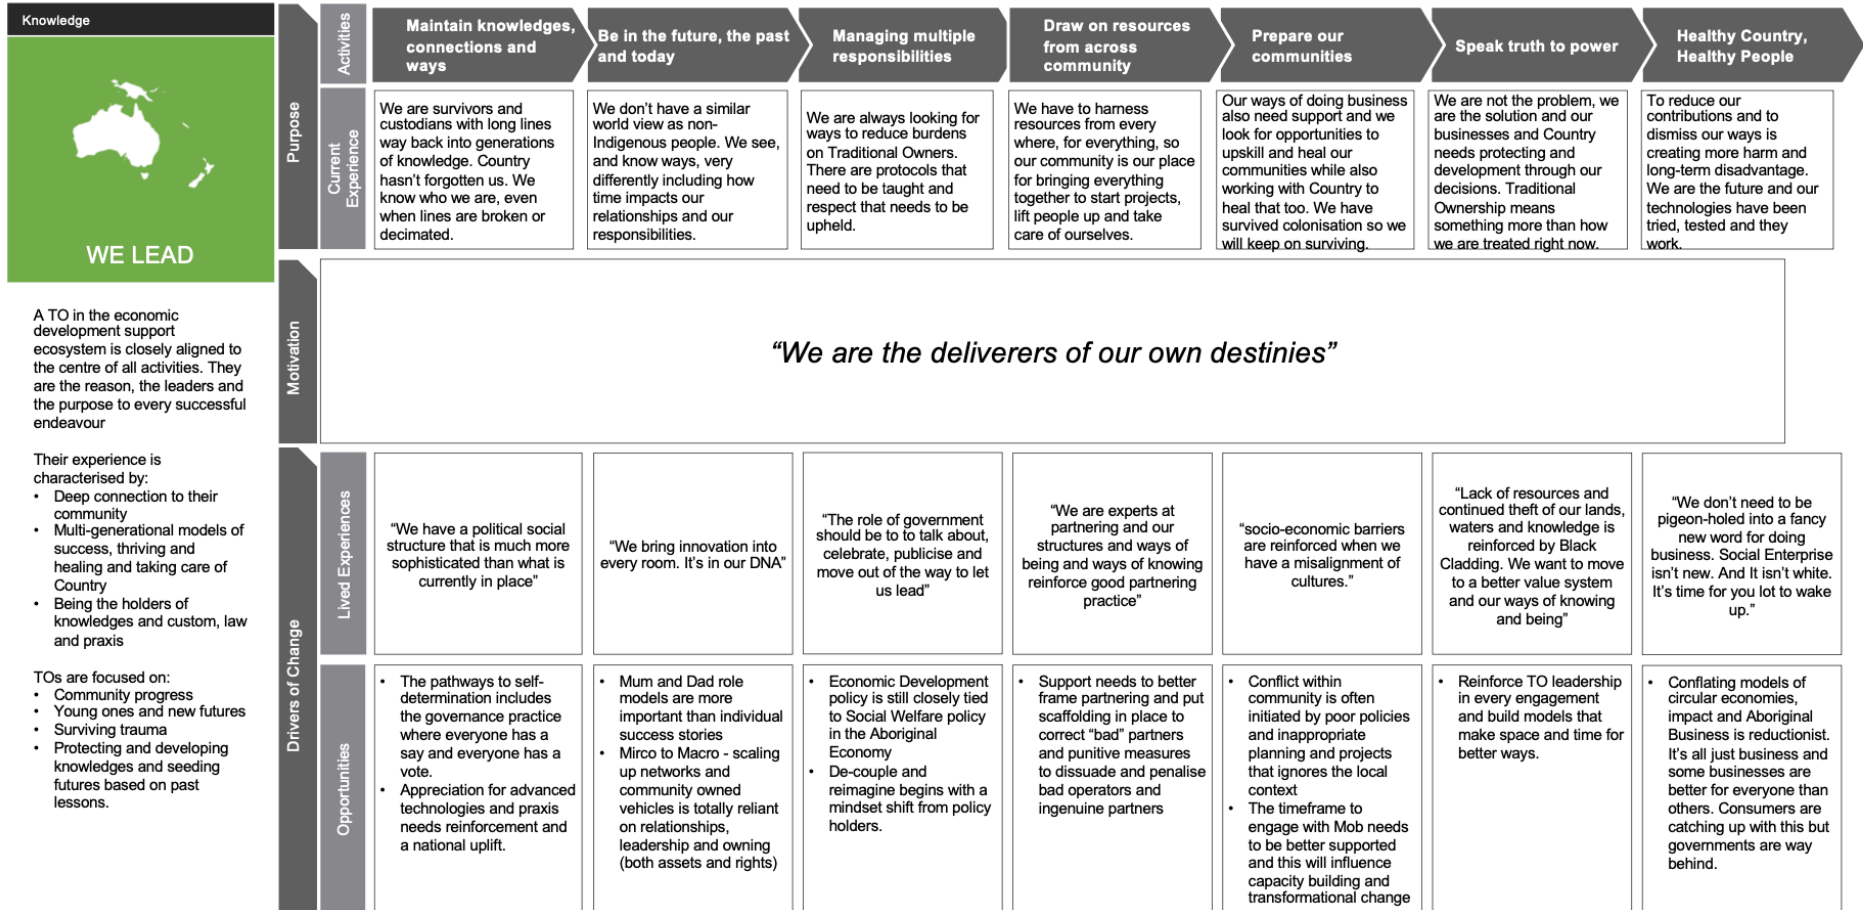 Knowledge
WE LEAD
A TO in the economic
development support
ecosystem is closely aligned to
the centre of all activities. They
are the reason, the leaders and
the purpose to every successful
endeavour
Their experience is
characterised by:
• Deep connection to their
community
• Multi-generational models of
success, thriving and
healing and taking care of
Country
• Being the holders of
knowledges and custom, law
and praxis
TOs are focused on:
• Community progress
• Young ones and new futures
• Surviving trauma
• Protecting and developing
knowledges and seeding
futures based on past
lessons.
Purpose
Activities
Maintain knowledges,
connections and
ways
Be in the future, the past
and today
Managing multiple
responsibilities
Draw on resources
from across
community
Prepare our
communities
Speak truth to power
Healthy Country,
Healthy People
Current
Experience
We are survivors and
custodians with long lines
way back into generations
of knowledge. Country
hasn't forgotten us. We
know who we are, even
when lines are broken or
decimated.
We don't have a similar
world view as non-
Indigenous people. We see,
and know ways, very
differently including how
time impacts our
relationships and our
responsibilities.
We are always looking for
ways to reduce burdens
on Traditional Owners.
There are protocols that
need to be taught and
respect that needs to be
upheld.
We have to harness
resources from every
where, for everything, so
our community is our place
for bringing everything
together to start projects,
lift people up and take
care of ourselves.
Our ways of doing business
also need support and we
look for opportunities to
upskill and heal our
communities while also
working with Country to
heal that too. We have
survived colonisation so we
will keep on surviving.
We are not the problem, we
are the solution and our
businesses and Country
needs protecting and
development through our
decisions. Traditional
Ownership means
something more than how
we are treated right now.
To reduce our
contributions and to
dismiss our ways is
creating more harm and
long-term disadvantage.
We are the future and our
technologies have been
tried, tested and they
work.
Motivation
“We are the deliverers of our own destinies”
Drivers of Change
Lived Experiences
“We have a political social
structure that is much more
sophisticated than what is
currently in place”
“We bring innovation into
every room. It's in our DNA”
“The role of government
should be to to talk about,
celebrate, publicise and
move out of the way to let
us lead”
“We are experts at
partnering and our
structures and ways of
being and ways of knowing
reinforce good partnering
practice”
“socio-economic barriers
are reinforced when we
have a misalignment of
cultures.”
“Lack of resources and
continued theft of our lands,
waters and knowledge is
reinforced by Black
Cladding. We want to move
to a better value system
and our ways of knowing
and being”
“We don't need to be
pigeon-holed into a fancy
new word for doing
business. Social Enterprise
isn't new. And It isn't white.
It's time for you lot to wake
up.”
Opportunities
• The pathways to self-
determination includes
the governance practice
where everyone has a
say and everyone has a
vote.
• Appreciation for advanced
technologies and praxis
needs reinforcement and
a national uplift.
• Mum and Dad role
models are more
important than individual
success stories
• Mirco to Macro - scaling
up networks and
community owned
vehicles is totally reliant
on relationships,
leadership and owning
(both assets and rights)
• Economic Development
policy is still closely tied
to Social Welfare policy
in the Aboriginal
Economy
• De-couple and
reimagine begins with a
mindset shift from policy
holders.
• Support needs to better
frame partnering and put
scaffolding in place to
correct “bad” partners
and punitive measures
to dissuade and penalise
bad operators and
ingenuine partners
• Conflict within
community is often
initiated by poor policies
and inappropriate
planning and projects
that ignores the local
context
• The timeframe to
engage with Mob needs
to be better supported
and this will influence
capacity building and
transformational change
• Reinforce TO leadership
in every engagement
and build models that
make space and time for
better ways.
• Conflating models of
circular economies,
impact and Aboriginal
Business is reductionist.
It's all just business and
some businesses are
better for everyone than
others. Consumers are
catching up with this but
governments are way
behind.